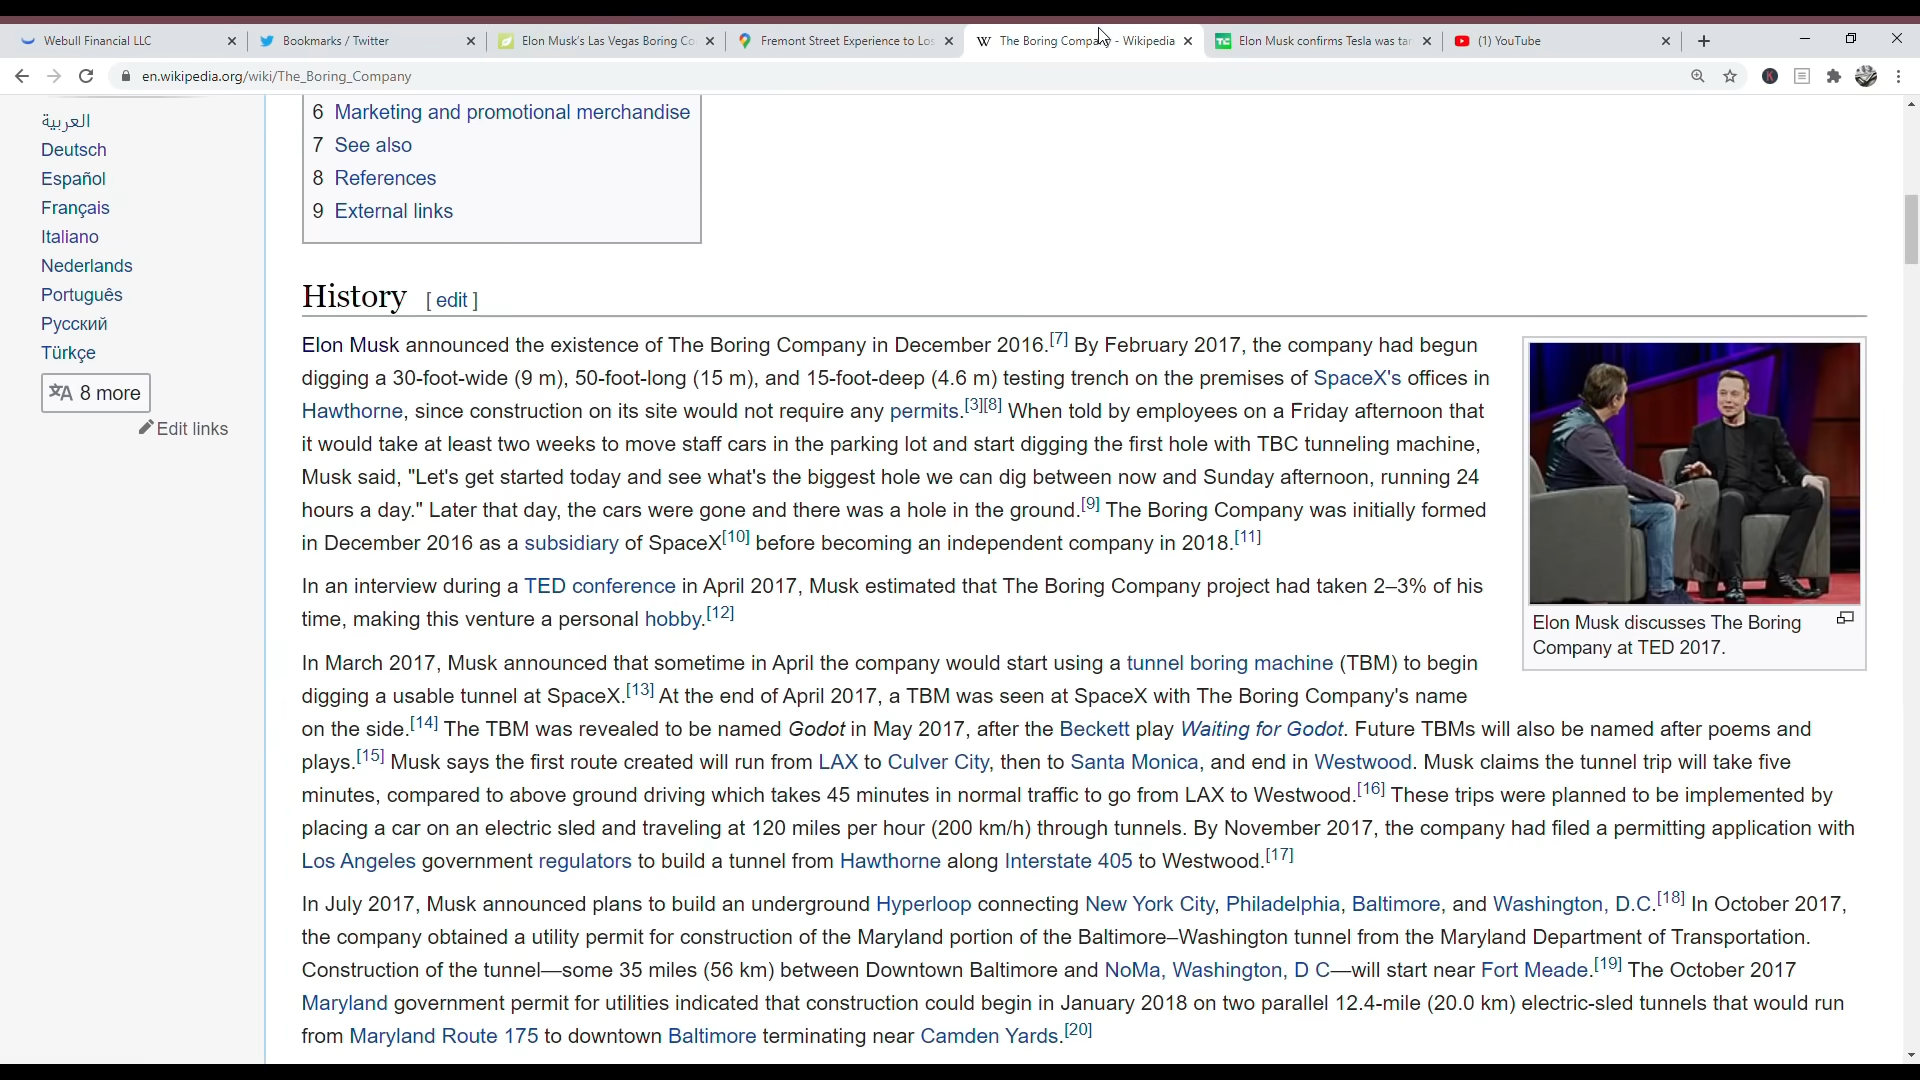 Webull Financial LLC
Bookmarks / Twitter
Elon Musk's Las Vegas Boring Co
Fremont Street Experience to Los
The Boring Company - Wikipedia
Elon Musk confirms Tesla was tar
(1) YouTube
en.wikipedia.org/wiki/The_Boring_Company
العربية
Deutsch
Español
Français
Italiano
Nederlands
Português
Русский
Türkçe
8 more
Edit links
6 Marketing and promotional merchandise
7 See also
8 References
9 External links
History [ edit ]
Elon Musk announced the existence of The Boring Company in December 2016.[7] By February 2017, the company had begun
digging a 30-foot-wide (9 m), 50-foot-long (15 m), and 15-foot-deep (4.6 m) testing trench on the premises of SpaceX's offices in
Hawthorne, since construction on its site would not require any permits.[3][8] When told by employees on a Friday afternoon that
it would take at least two weeks to move staff cars in the parking lot and start digging the first hole with TBC tunneling machine,
Musk said, "Let's get started today and see what's the biggest hole we can dig between now and Sunday afternoon, running 24
hours a day." Later that day, the cars were gone and there was a hole in the ground.[9] The Boring Company was initially formed
in December 2016 as a subsidiary of SpaceX[10] before becoming an independent company in 2018.[11]
In an interview during a TED conference in April 2017, Musk estimated that The Boring Company project had taken 2–3% of his
time, making this venture a personal hobby.[12]
Elon Musk discusses The Boring
Company at TED 2017.
In March 2017, Musk announced that sometime in April the company would start using a tunnel boring machine (TBM) to begin
digging a usable tunnel at SpaceX.[13] At the end of April 2017, a TBM was seen at SpaceX with The Boring Company's name
on the side.[14] The TBM was revealed to be named Godot in May 2017, after the Beckett play Waiting for Godot. Future TBMs will also be named after poems and
plays.[15] Musk says the first route created will run from LAX to Culver City, then to Santa Monica, and end in Westwood. Musk claims the tunnel trip will take five
minutes, compared to above ground driving which takes 45 minutes in normal traffic to go from LAX to Westwood.[16] These trips were planned to be implemented by
placing a car on an electric sled and traveling at 120 miles per hour (200 km/h) through tunnels. By November 2017, the company had filed a permitting application with
Los Angeles government regulators to build a tunnel from Hawthorne along Interstate 405 to Westwood.[17]
In July 2017, Musk announced plans to build an underground Hyperloop connecting New York City, Philadelphia, Baltimore, and Washington, D.C.[18] In October 2017,
the company obtained a utility permit for construction of the Maryland portion of the Baltimore–Washington tunnel from the Maryland Department of Transportation.
Construction of the tunnel—some 35 miles (56 km) between Downtown Baltimore and NoMa, Washington, D C—will start near Fort Meade.[19] The October 2017
Maryland government permit for utilities indicated that construction could begin in January 2018 on two parallel 12.4-mile (20.0 km) electric-sled tunnels that would run
from Maryland Route 175 to downtown Baltimore terminating near Camden Yards.[20]